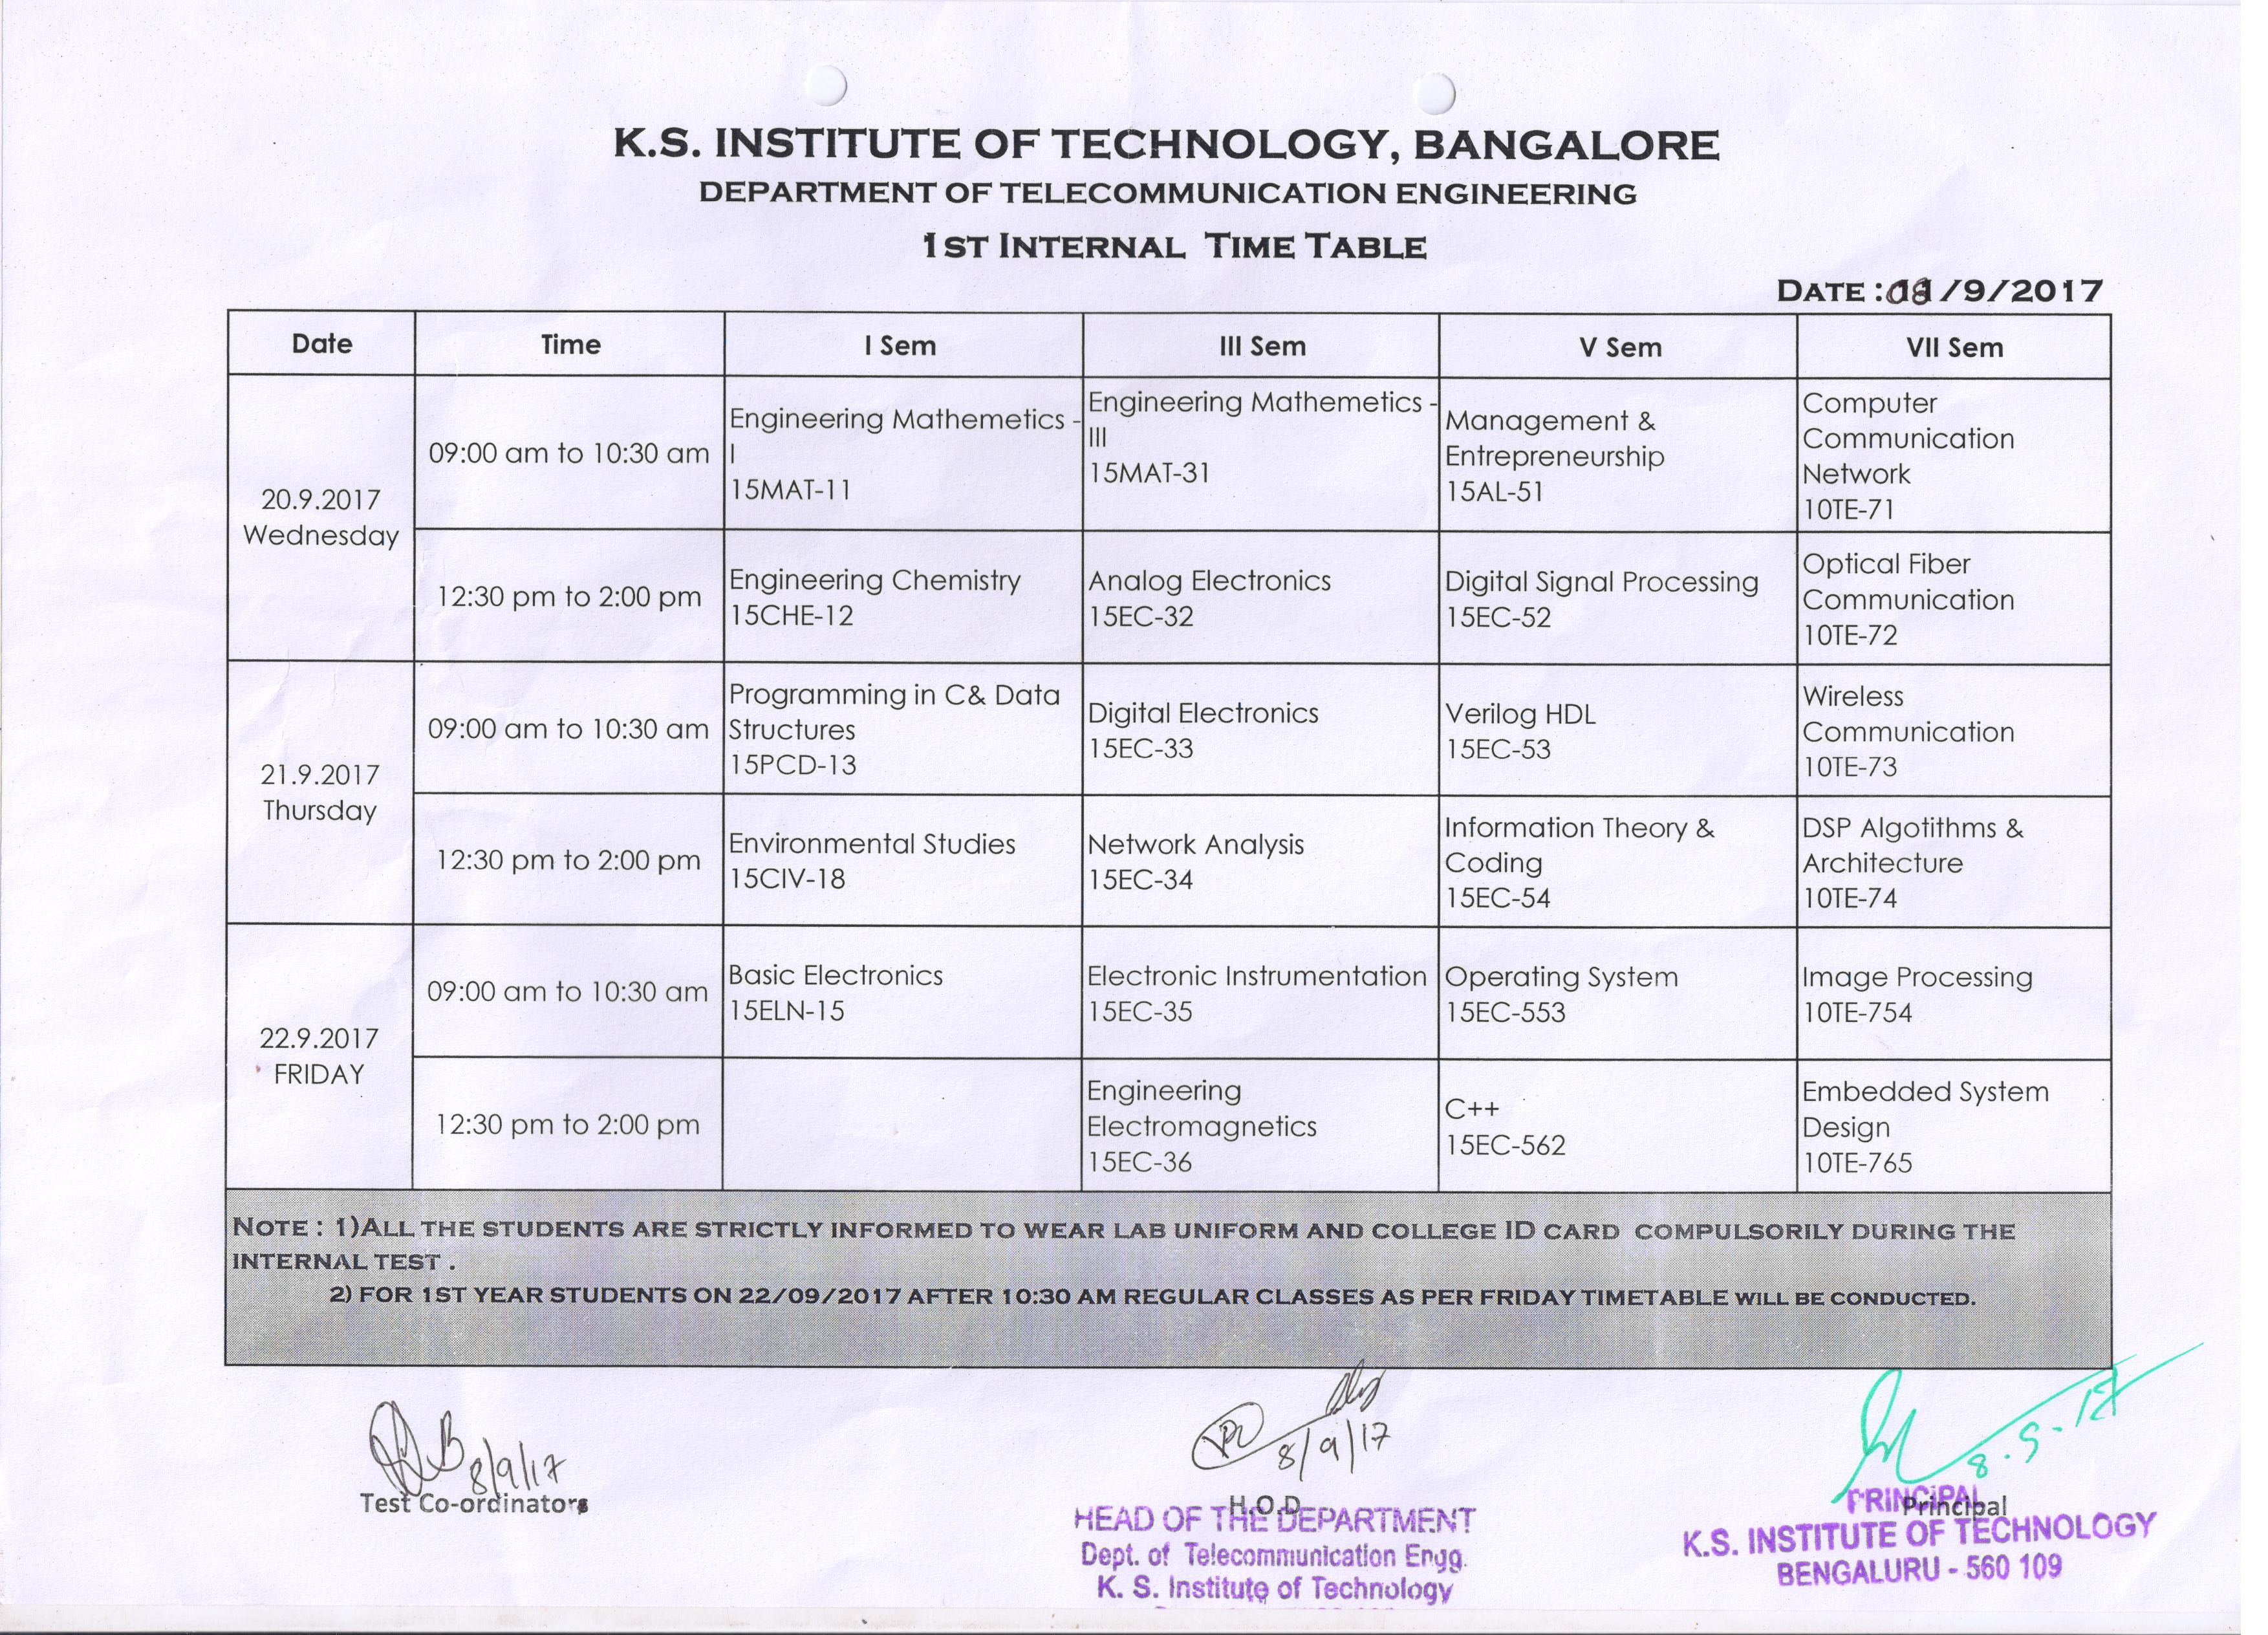 K.S. INSTITUTE OF TECHNOLOGY, BANGALORE
DEPARTMENT OF TELECOMMUNICATION ENGINEERING
1ST INTERNAL TIME TABLE
DATE : 08/9/2017
Date Time I Sem III Sem V Sem VII Sem
20.9.2017
Wednesday
09:00 am to 10:30 am
Engineering Mathemetics -
I
15MAT-11
Engineering Mathemetics -
III
15MAT-31
Management &
Entrepreneurship
15AL-51
Computer
Communication
Network
10TE-71
12:30 pm to 2:00 pm
Engineering Chemistry
15CHE-12
Analog Electronics
15EC-32
Digital Signal Processing
15EC-52
Optical Fiber
Communication
10TE-72
21.9.2017
Thursday
09:00 am to 10:30 am
Programming in C& Data
Structures
15PCD-13
Digital Electronics
15EC-33
Verilog HDL
15EC-53
Wireless
Communication
10TE-73
12:30 pm to 2:00 pm
Environmental Studies
15CIV-18
Network Analysis
15EC-34
Information Theory &
Coding
15EC-54
DSP Algotithms &
Architecture
10TE-74
22.9.2017
FRIDAY
09:00 am to 10:30 am
Basic Electronics
15ELN-15
Electronic Instrumentation
15EC-35
Operating System
15EC-553
Image Processing
10TE-754
12:30 pm to 2:00 pm
Engineering
Electromagnetics
15EC-36
C++
15EC-562
Embedded System
Design
10TE-765
NOTE : 1)ALL THE STUDENTS ARE STRICTLY INFORMED TO WEAR LAB UNIFORM AND COLLEGE ID CARD COMPULSORILY DURING THE
INTERNAL TEST .
2) FOR 1ST YEAR STUDENTS ON 22/09/2017 AFTER 10:30 AM REGULAR CLASSES AS PER FRIDAY TIMETABLE WILL BE CONDUCTED.
8/9/17
Test Co-ordinators
8/9/17
H.O.D
HEAD OF THE DEPARTMENT
Dept. of Telecommunication Engg.
K. S. Institute of Technology
8.9.17
Principal
PRINCIPAL
K.S. INSTITUTE OF TECHNOLOGY
BENGALURU - 560 109